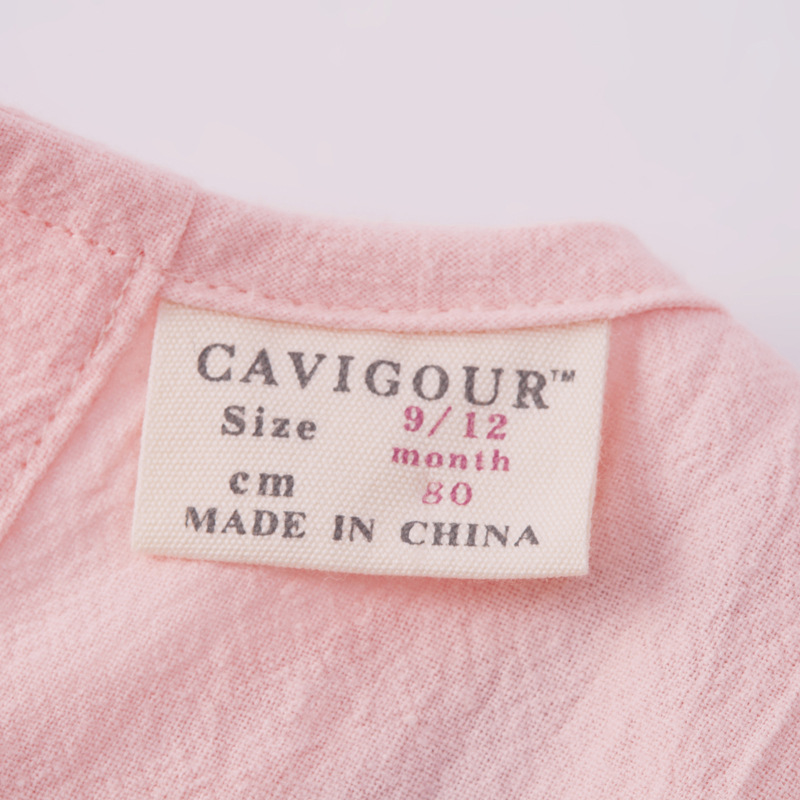 CAVIGOUR™
Size 9/12
month
cm 80
MADE IN CHINA